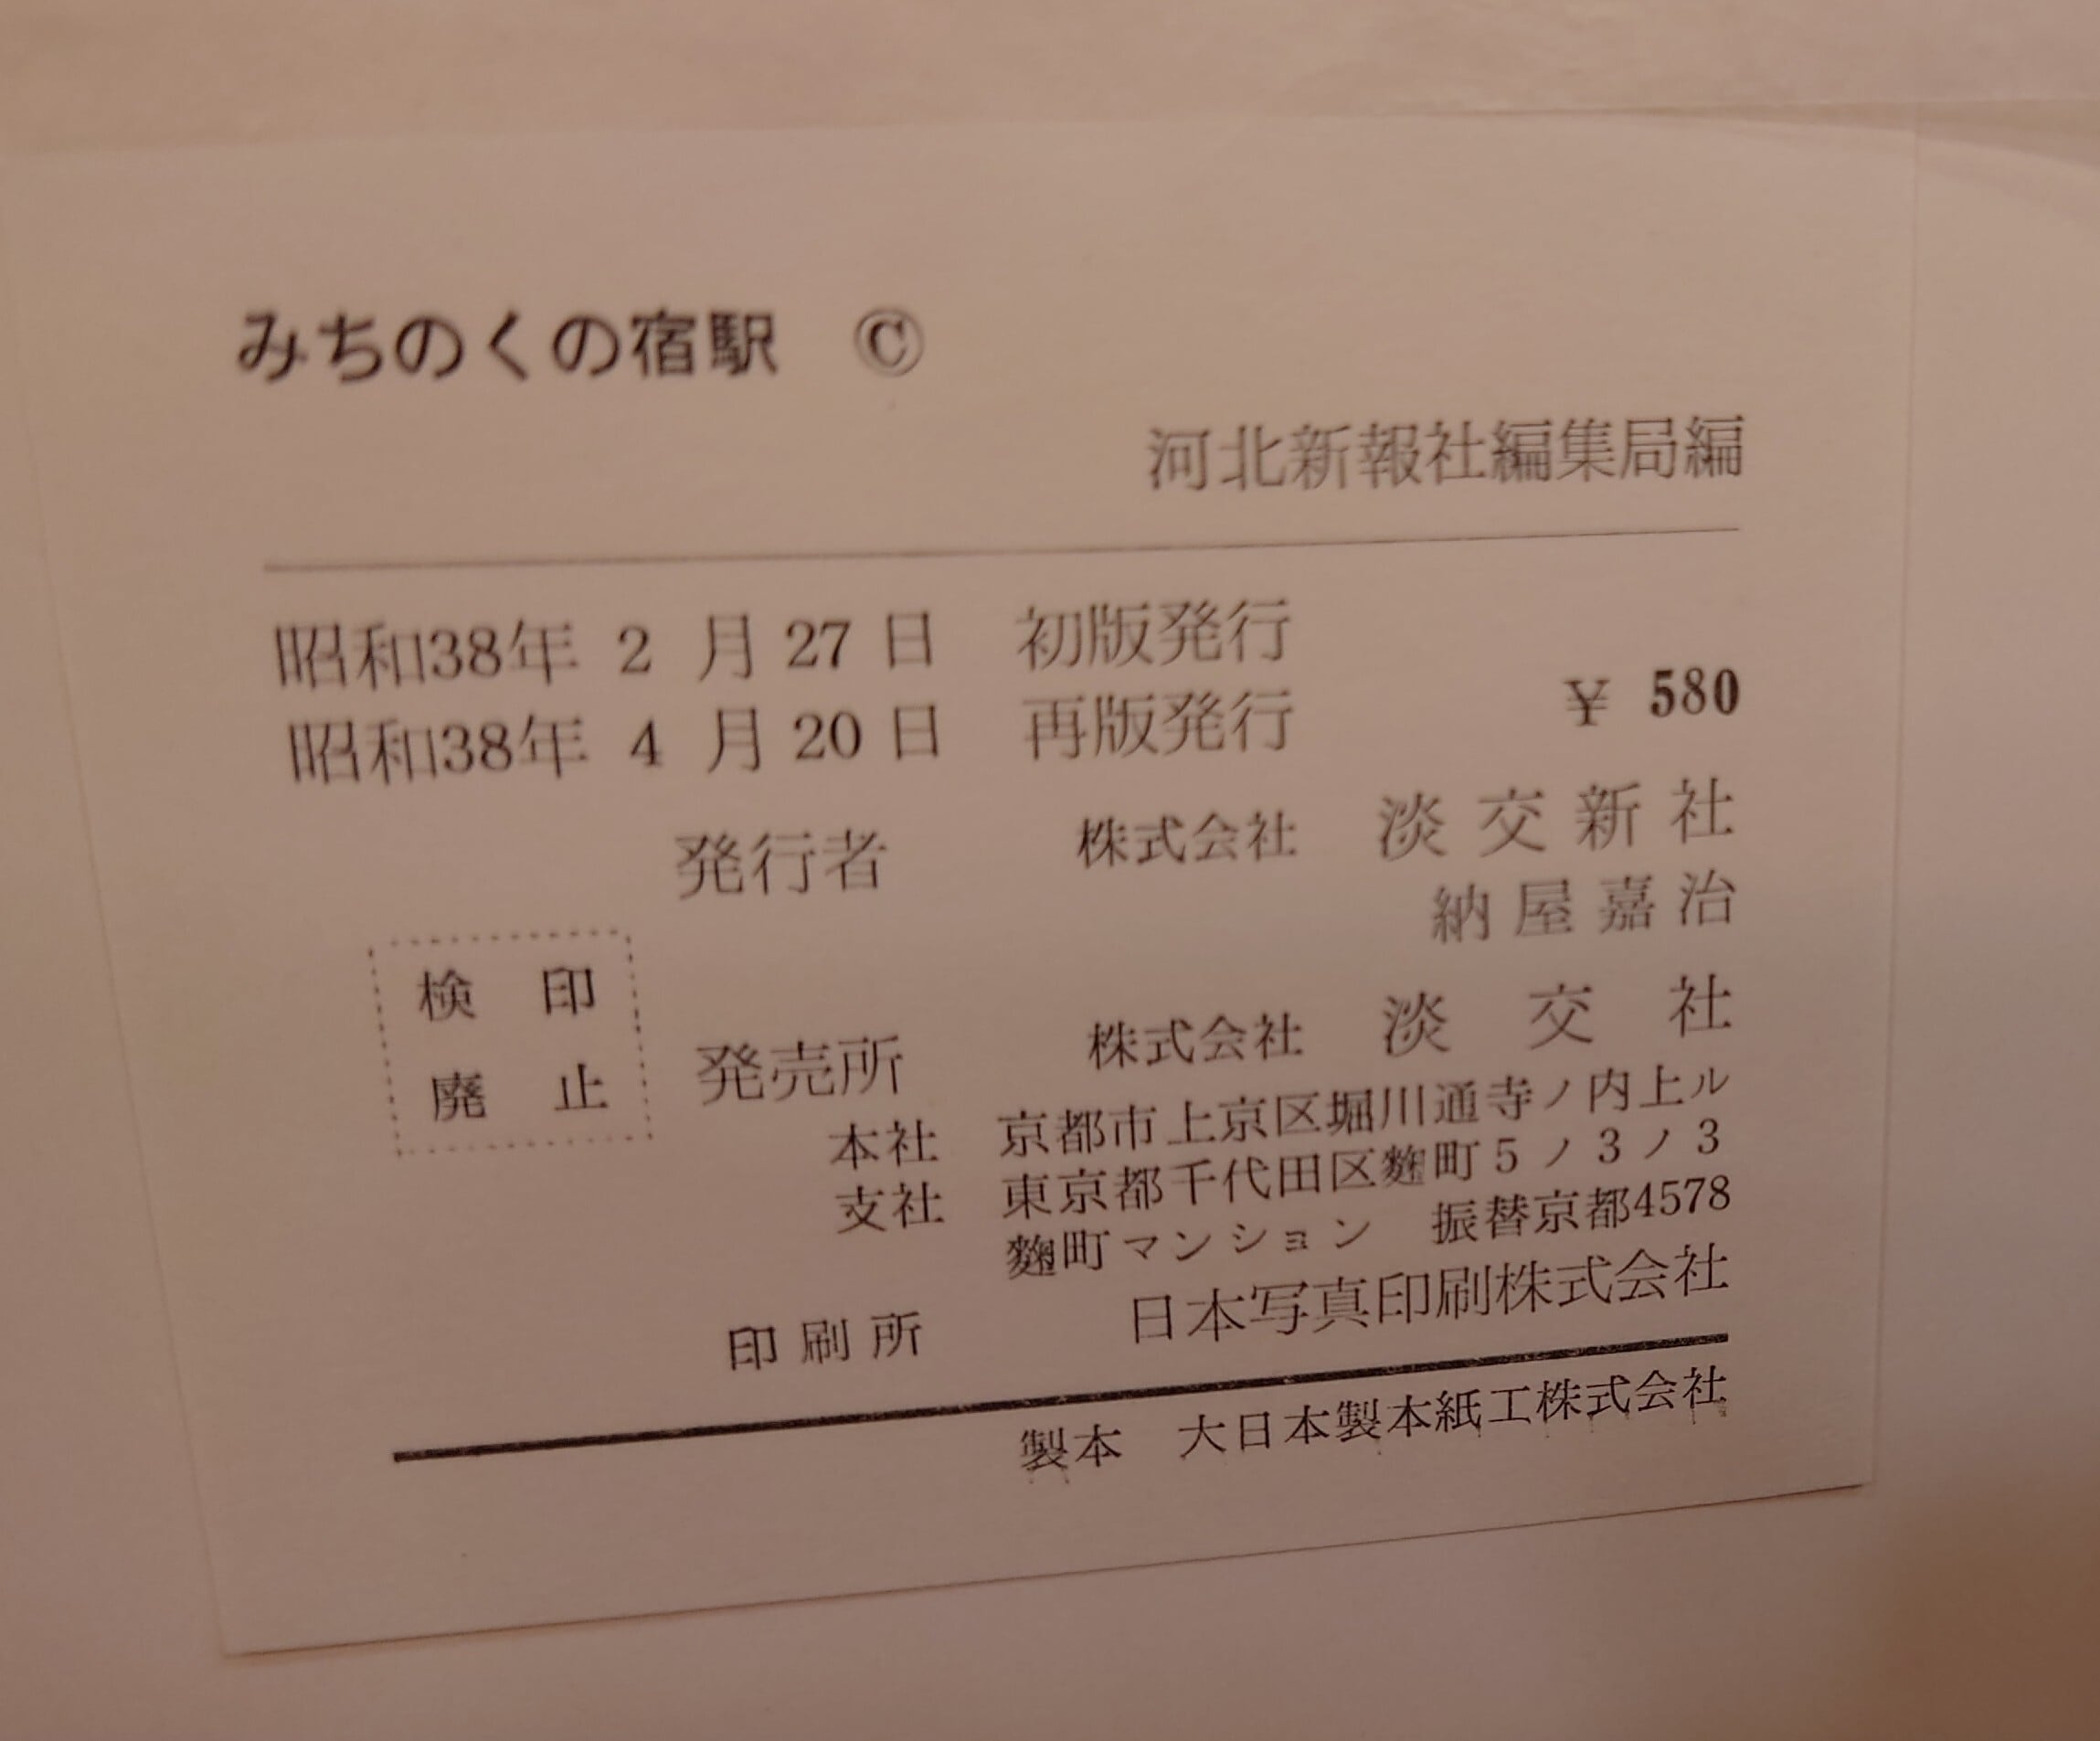 みちのくの宿駅 ©
河北新報社編集局編
昭和38年 2 月 27 日 初版発行
昭和38年 4 月 20 日 再版発行 ¥ 580
発行者 株式会社 淡交新社
納屋嘉治
検印
廃止
発売所 株式会社 淡交社
本社 京都市上京区堀川通寺ノ内上ル
支社 東京都千代田区麹町5ノ3ノ3
麹町マンション 振替京都4578
印刷所 日本写真印刷株式会社
製本 大日本製本紙工株式会社